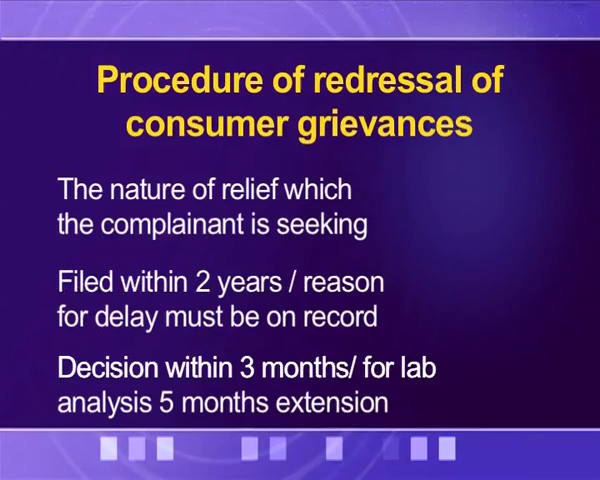 Procedure of redressal of
consumer grievances
The nature of relief which
the complainant is seeking
Filed within 2 years / reason
for delay must be on record
Decision within 3 months/ for lab
analysis 5 months extension